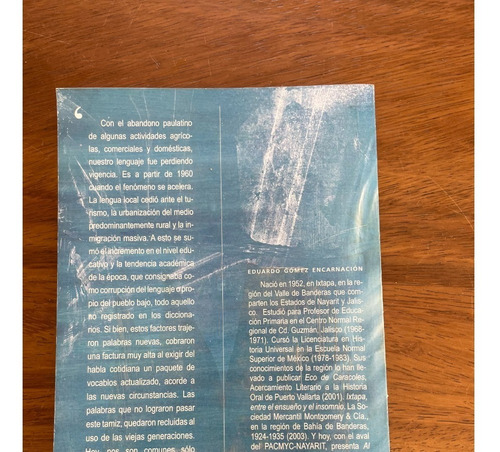 ‘
Con el abandono paulatino
de algunas actividades agríco-
las, comerciales y domésticas,
nuestro lenguaje fue perdiendo
vigencia. Es a partir de 1960
cuando el fenómeno se acelera.
La lengua local cedió ante el tu-
rismo, la urbanización del medio
predominantemente rural y la in-
migración masiva. A esto se su-
mó el incremento en el nivel edu-
cativo y la tendencia académica
de la época, que consignaba co-
mo corrupción del lenguaje o pro-
pio del pueblo bajo, todo aquello
no registrado en los dicciona-
rios. Si bien, estos factores traje-
ron palabras nuevas, cobraron
una factura muy alta al exigir del
habla cotidiana un paquete de
vocablos actualizado, acorde a
las nuevas circunstancias. Las
palabras que no lograron pasar
este tamiz, quedaron recluidas al
uso de las viejas generaciones.
Hoy nos son comunes sólo
EDUARDO GÓMEZ ENCARNACIÓN
Nació en 1952, en Ixtapa, en la re-
gión del Valle de Banderas que com-
parten los Estados de Nayarit y Jalis-
co. Estudió para Profesor de Educa-
ción Primaria en el Centro Normal Re-
gional de Cd. Guzmán, Jalisco (1968-
1971). Cursó la Licenciatura en His-
toria Universal en la Escuela Normal
Superior de México (1978-1983). Sus
conocimientos de la región lo han lle-
vado a publicar Eco de Caracoles,
Acercamiento Literario a la Historia
Oral de Puerto Vallarta (2001). Ixtapa,
entre el ensueño y el insomnio. La So-
ciedad Mercantil Montgomery & Cía.,
en la región de Bahía de Banderas,
1924-1935 (2003). Y hoy, con el aval
del PACMYC-NAYARIT, presenta Al